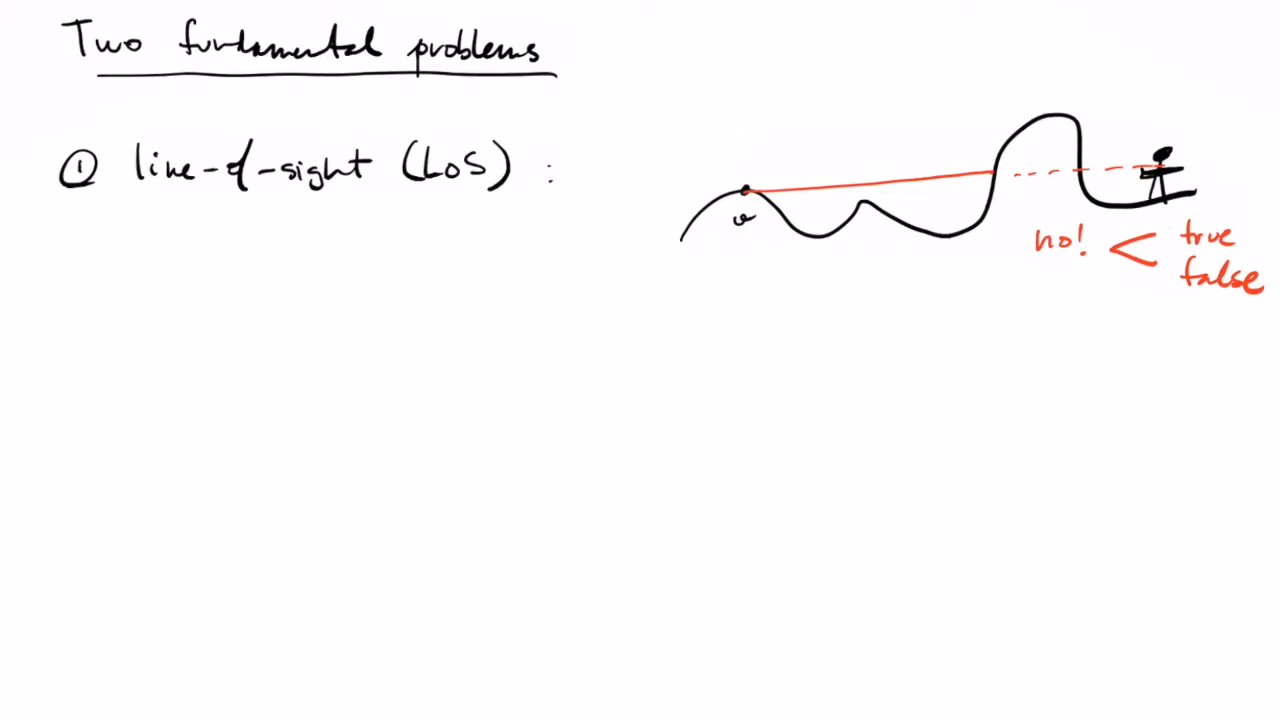 Two fundamental problems
① line-of-sight (LoS) :
v
no! < true
false